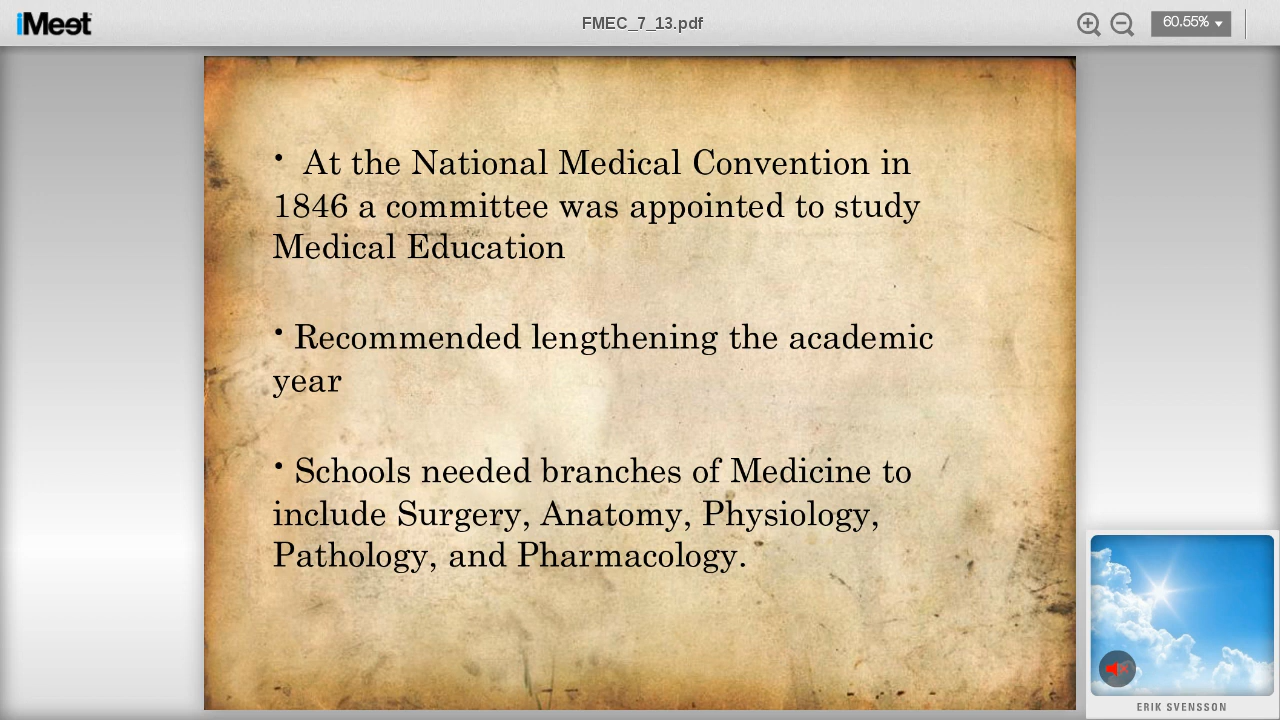 iMeet
FMEC_7_13.pdf
60.55%
• At the National Medical Convention in
1846 a committee was appointed to study
Medical Education
• Recommended lengthening the academic
year
• Schools needed branches of Medicine to
include Surgery, Anatomy, Physiology,
Pathology, and Pharmacology.
ERIK SVENSSON